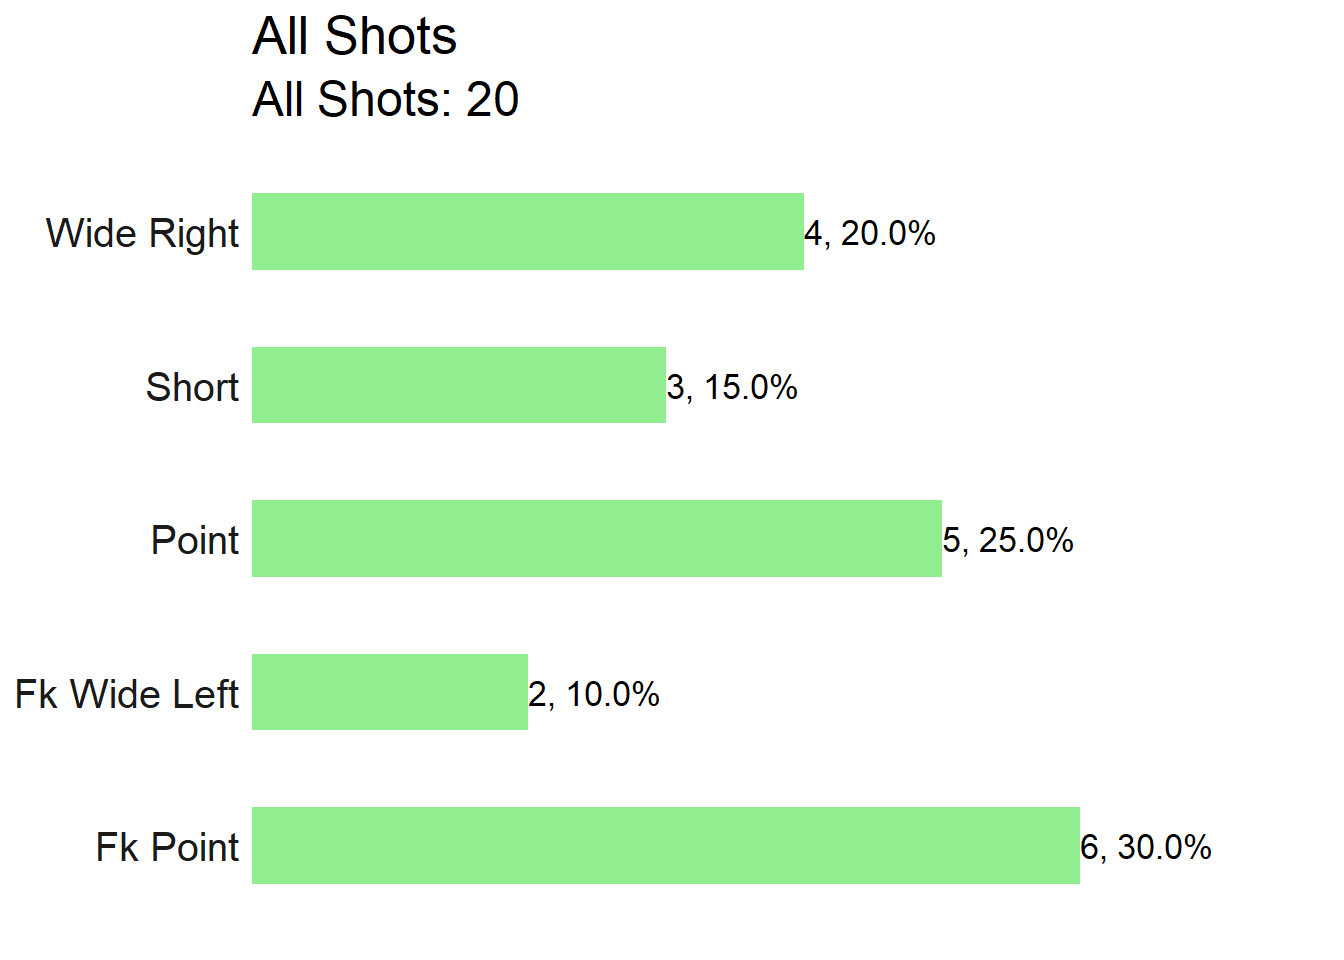 All Shots
All Shots: 20
Wide Right 4, 20.0%
Short 3, 15.0%
Point 5, 25.0%
Fk Wide Left 2, 10.0%
Fk Point 6, 30.0%